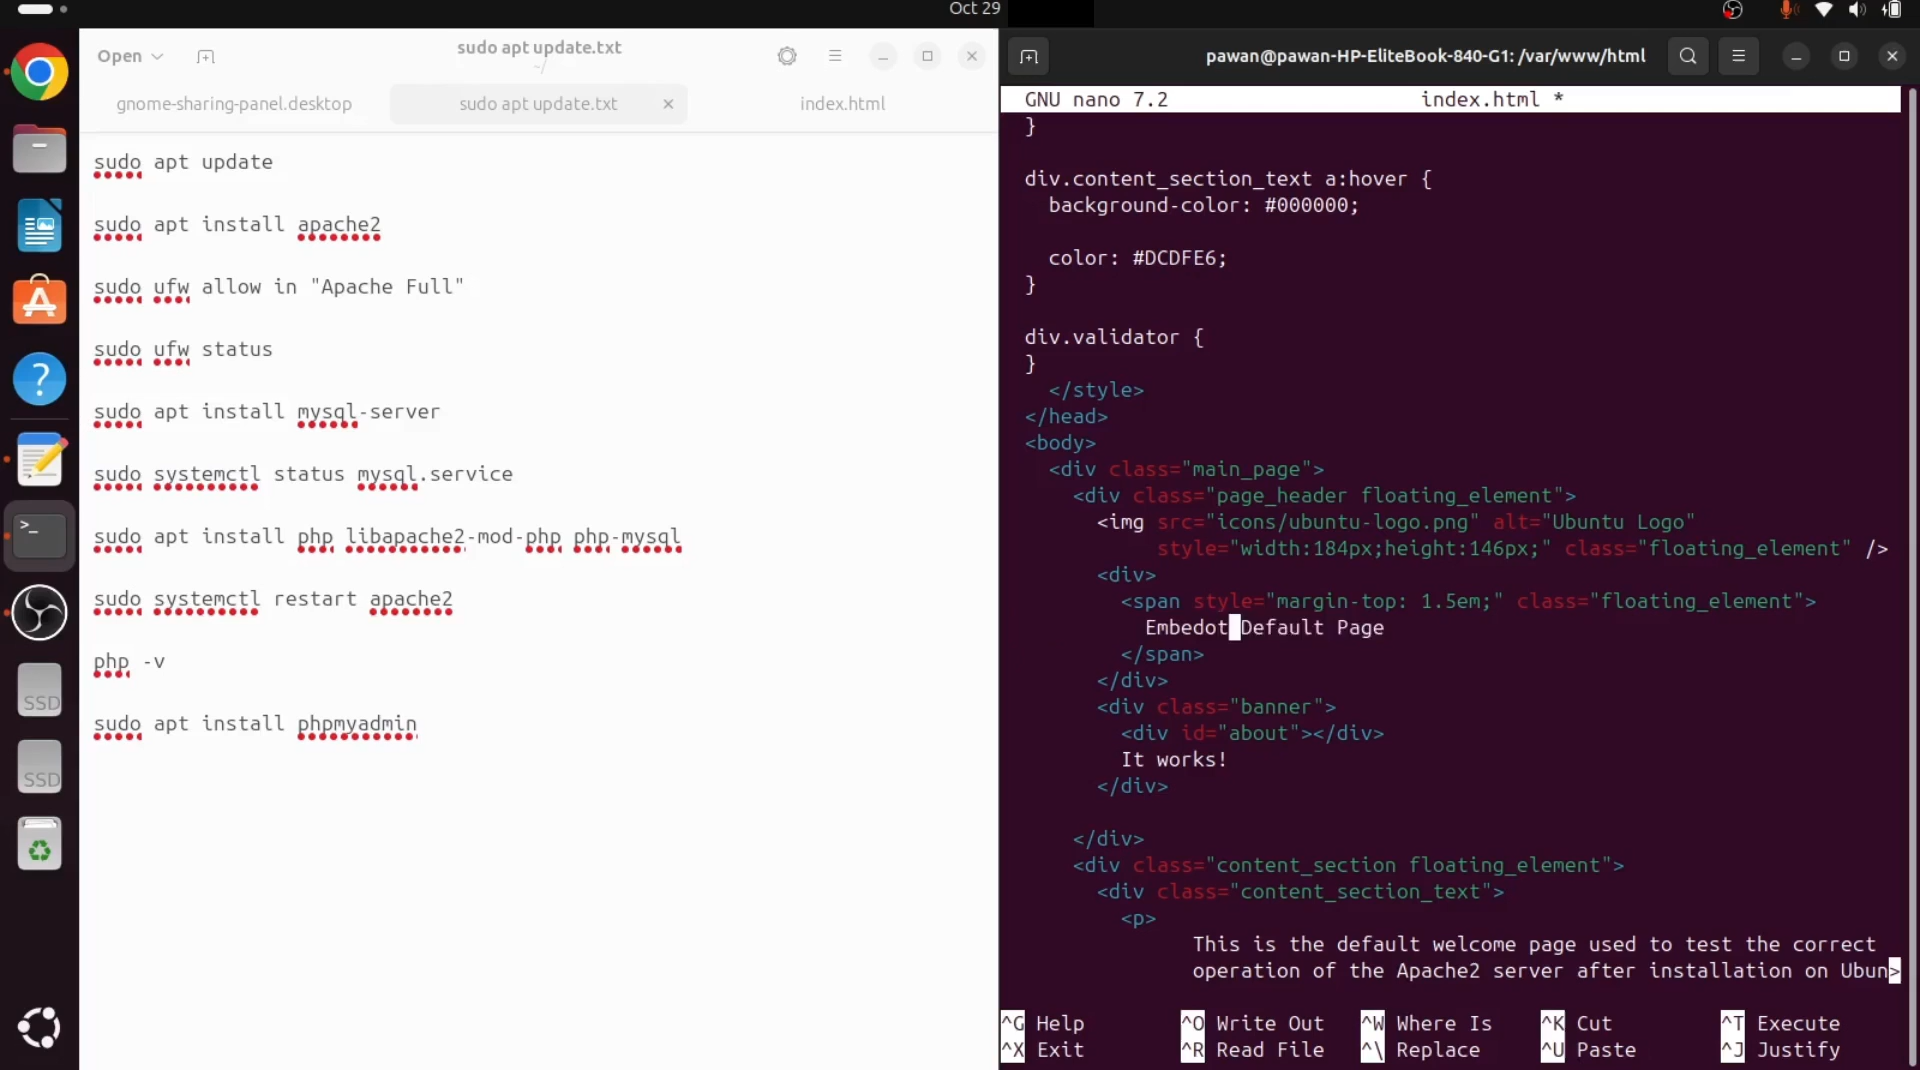 Oct 29
Open
sudo apt update.txt
~/
gnome-sharing-panel.desktop
sudo apt update.txt
index.html
sudo apt update
sudo apt install apache2
sudo ufw allow in "Apache Full"
sudo ufw status
sudo apt install mysql-server
sudo systemctl status mysql.service
sudo apt install php libapache2-mod-php php-mysql
sudo systemctl restart apache2
php -v
sudo apt install phpmyadmin
SSD
SSD
pawan@pawan-HP-EliteBook-840-G1: /var/www/html
GNU nano 7.2 index.html *
}
div.content_section_text a:hover {
background-color: #000000;
color: #DCDFE6;
}
div.validator {
}
</style>
</head>
<body>
<div class="main_page">
<div class="page_header floating_element">
<img src="icons/ubuntu-logo.png" alt="Ubuntu Logo"
style="width:184px;height:146px;" class="floating_element" />
<div>
<span style="margin-top: 1.5em;" class="floating_element">
Embedot Default Page
</span>
</div>
<div class="banner">
<div id="about"></div>
It works!
</div>
</div>
<div class="content_section floating_element">
<div class="content_section_text">
<p>
This is the default welcome page used to test the correct
operation of the Apache2 server after installation on Ubun>
^G Help ^O Write Out ^W Where Is ^K Cut ^T Execute
^X Exit ^R Read File ^\ Replace ^U Paste ^J Justify